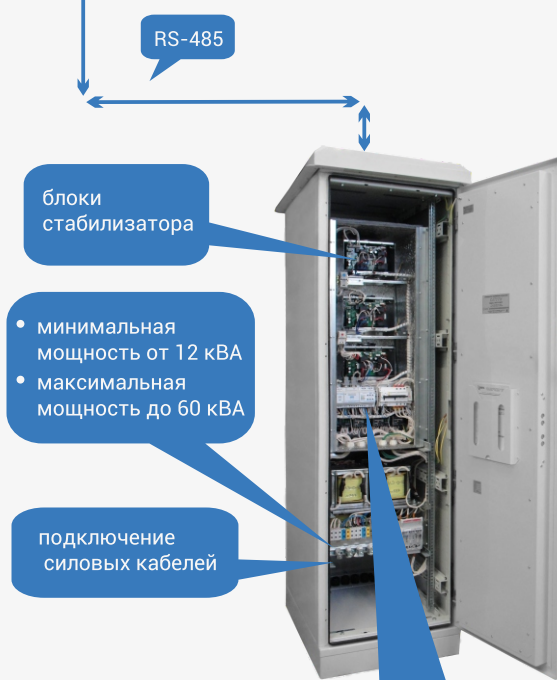 RS-485
блоки
стабилизатора
минимальная
мощность от 12 кВА
максимальная
мощность до 60 кВА
подключение
силовых кабелей